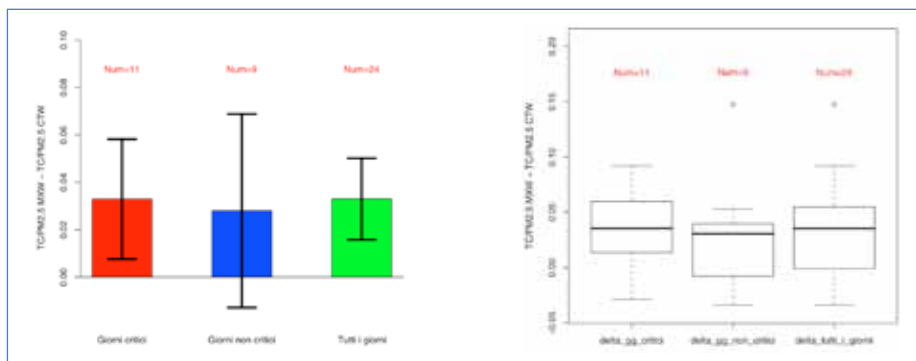 Num=11 Num=9 Num=24
TC/PM2.5 MXW – TC/PM2.5 CTW
0.10
0.08
0.06
0.04
0.02
0.00
Giorni critici Giorni non critici Tutti i giorni
Num=11 Num=9
TC/PM2.5 MXW – TC/PM2.5 CTW
0.20
0.15
0.10
0.05
0.00
-0.05
delta_gg_critici delta_gg_non_critici delta_tutti_i_giorni